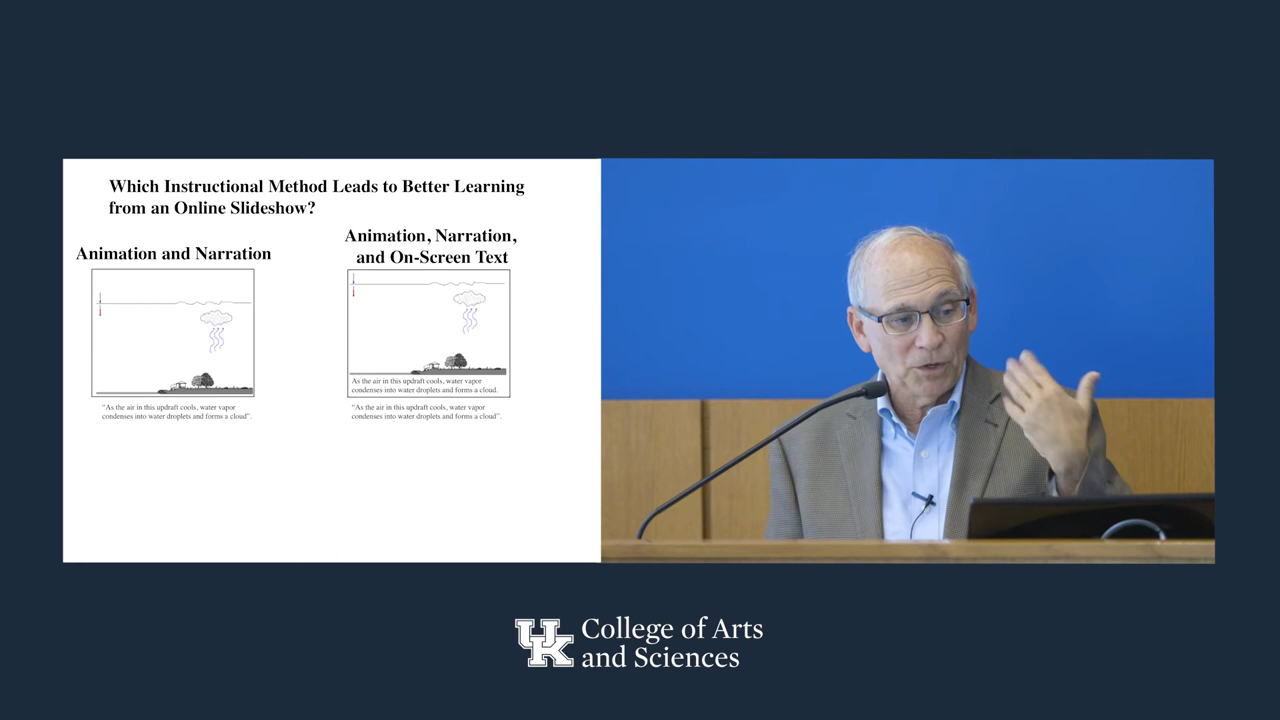 Which Instructional Method Leads to Better Learning
from an Online Slideshow?
Animation and Narration
"As the air in this updraft cools, water vapor
condenses into water droplets and forms a cloud".
Animation, Narration,
and On-Screen Text
As the air in this updraft cools, water vapor
condenses into water droplets and forms a cloud.
"As the air in this updraft cools, water vapor
condenses into water droplets and forms a cloud".
UK College of Arts
and Sciences